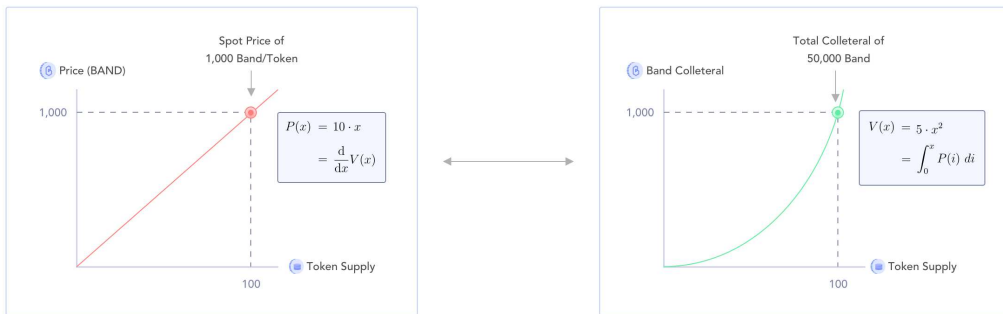 Spot Price of
1,000 Band/Token
Price (BAND)
1,000
P(x) = 10 · x
= d/dx V(x)
Token Supply
100
Total Colleteral of
50,000 Band
Band Colleteral
1,000
V(x) = 5 · x²
= ∫₀ˣ P(i) di
Token Supply
100